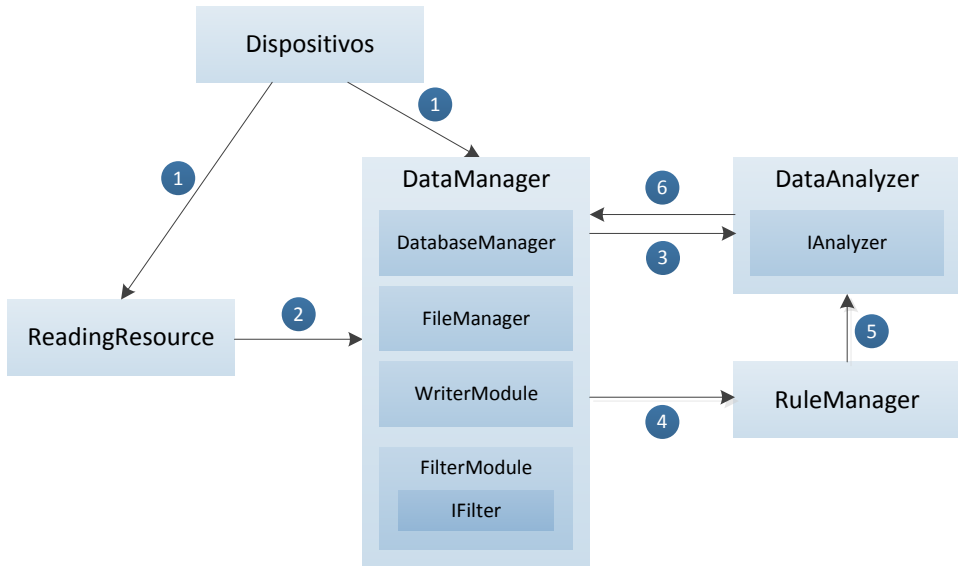 Dispositivos
1
1
DataManager
DataAnalyzer
6
DatabaseManager
IAnalyzer
3
ReadingResource
2
FileManager
5
WriterModule
RuleManager
4
FilterModule
IFilter